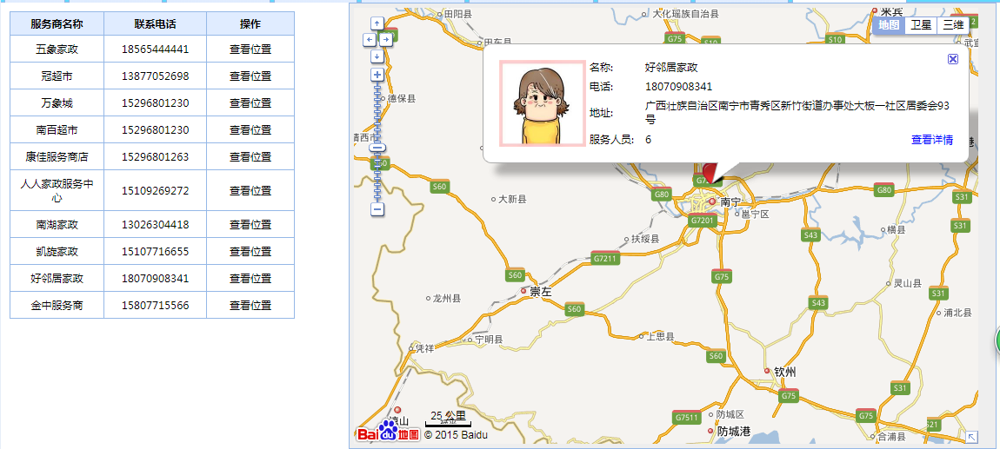 服务商名称 联系电话 操作
五象家政 18565444441 查看位置
冠超市 13877052698 查看位置
万象城 15296801230 查看位置
南百超市 15296801230 查看位置
康佳服务商店 15296801263 查看位置
人人家政服务中
心 15109269272 查看位置
南湖家政 13026304418 查看位置
凯旋家政 15107716655 查看位置
好邻居家政 18070908341 查看位置
金中服务商 15807715566 查看位置
田阳县
大化瑶族自治县
来宾
地图 卫星 三维
田东县
G75
S10
武宣
名称: 好邻居家政
电话: 18070908341
地址: 广西壮族自治区南宁市青秀区新竹街道办事处大板一社区居委会93
号
服务人员: 6 查看详情
德保县
靖西市
S60
S60
大新县
G80
南宁
邕宁区
G7201
G80
S31
S31
S43
横县
扶绥县
G7211
S60
G75
崇左
灵山县
龙州县
S60
S43
S31
浦北县
宁明县
上思县
凭祥
S60
钦州
G75
S31
25 公里
G7511
防城区
G75
S21
防城港
合浦县
Baidu地图 © 2015 Baidu